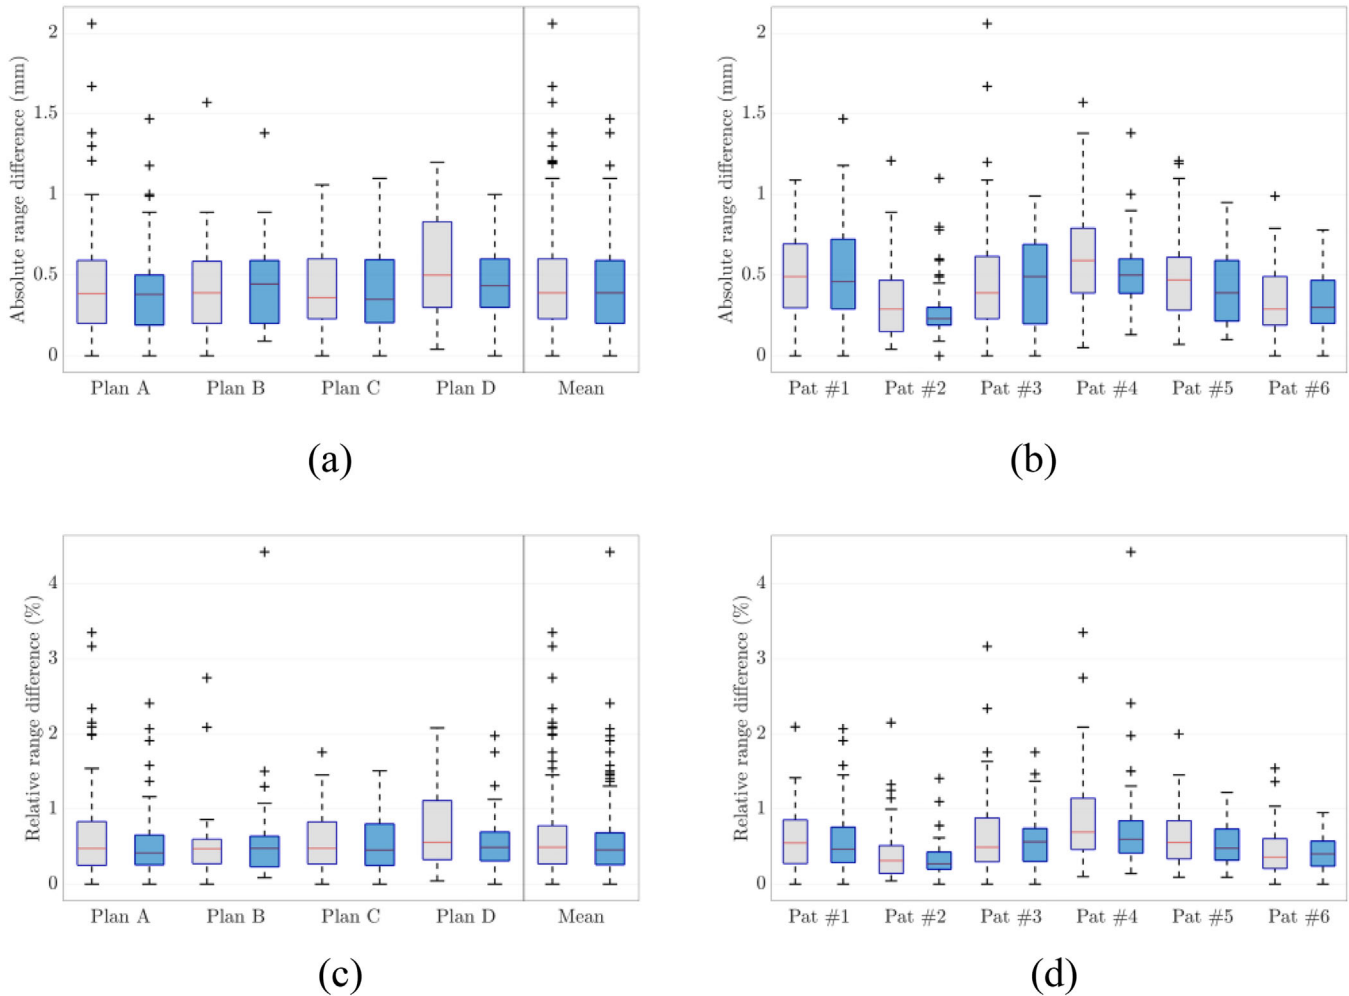 Absolute range difference (mm)
2
1.5
1
0.5
0
Plan A Plan B Plan C Plan D Mean
(a)
Absolute range difference (mm)
2
1.5
1
0.5
0
Pat #1 Pat #2 Pat #3 Pat #4 Pat #5 Pat #6
(b)
Relative range difference (%)
4
3
2
1
0
Plan A Plan B Plan C Plan D Mean
(c)
Relative range difference (%)
4
3
2
1
0
Pat #1 Pat #2 Pat #3 Pat #4 Pat #5 Pat #6
(d)